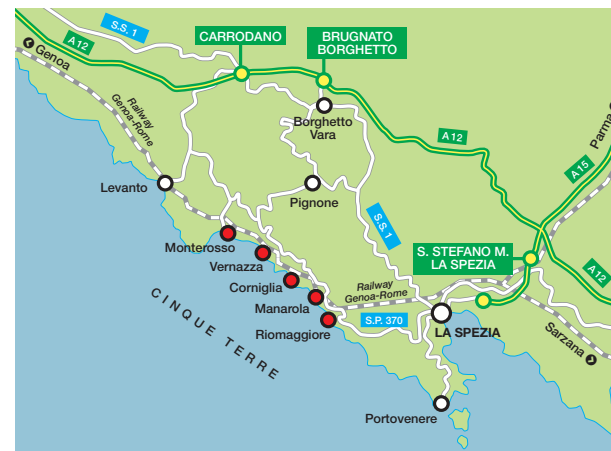 S.S. 1
CARRODANO
BRUGNATO
BORGHETTO
A12
Genoa
Railway
Genoa-Rome
Borghetto
Vara
A12
Parma
A15
Levanto
Pignone
S.S. 1
Monterosso
S. STEFANO M.
LA SPEZIA
Vernazza
A12
Corniglia
Railway
Genoa-Rome
Manarola
CINQUE TERRE
S.P. 370
Riomaggiore
LA SPEZIA
Sarzana
Portovenere